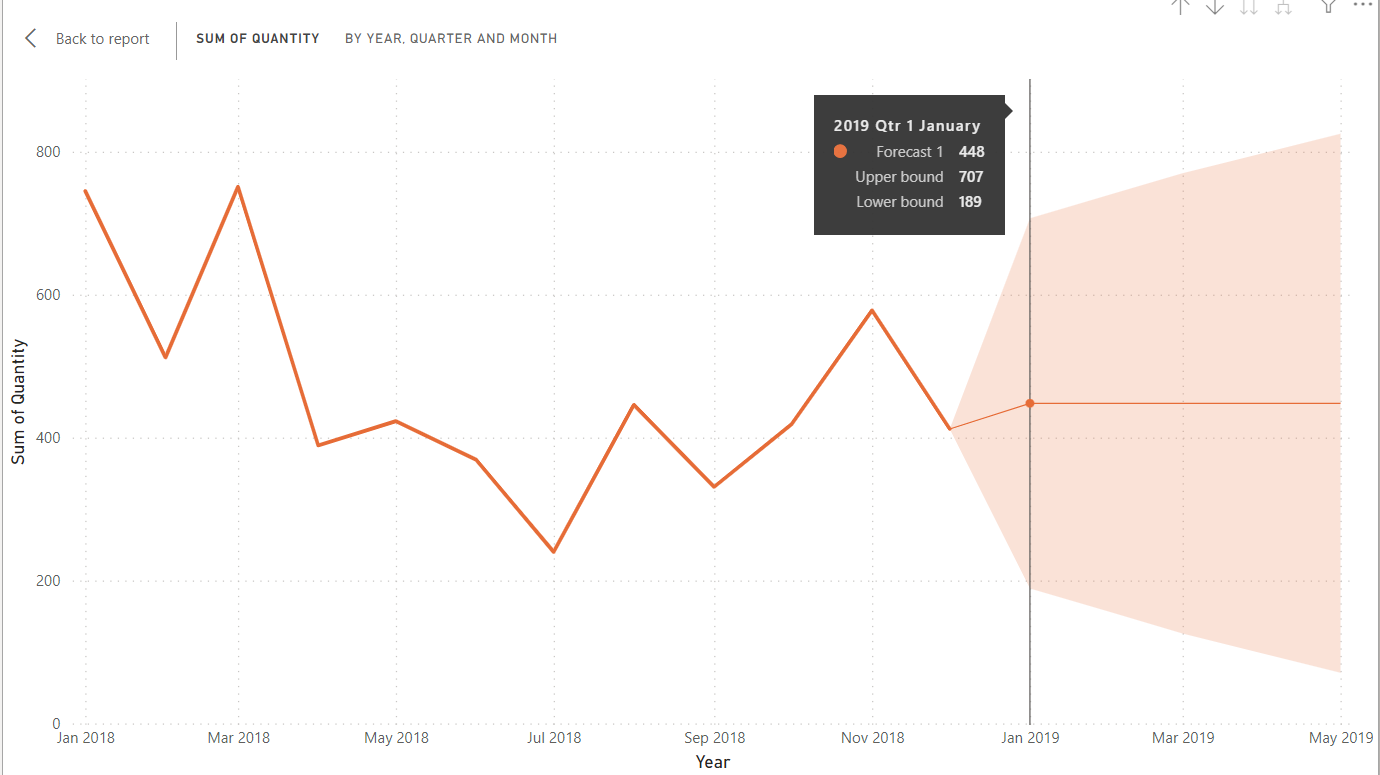 Back to report SUM OF QUANTITY BY YEAR, QUARTER AND MONTH
2019 Qtr 1 January
Forecast 1 448
Upper bound 707
Lower bound 189
800
600
400
200
0
Sum of Quantity
Jan 2018 Mar 2018 May 2018 Jul 2018 Sep 2018 Nov 2018 Jan 2019 Mar 2019 May 2019
Year